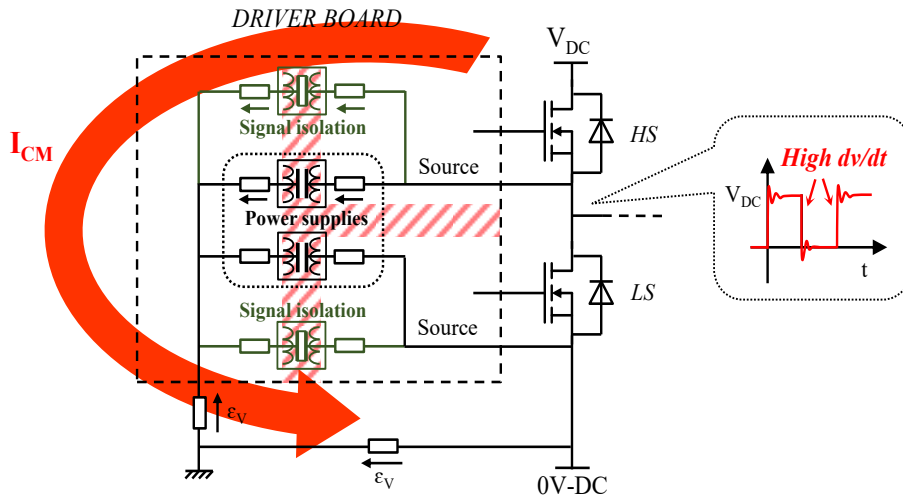 DRIVER BOARD
V_DC
Signal isolation
I_CM
HS
Source
High dv/dt
V_DC
Power supplies
t
LS
Signal isolation
Source
ε_V
ε_V
0V-DC